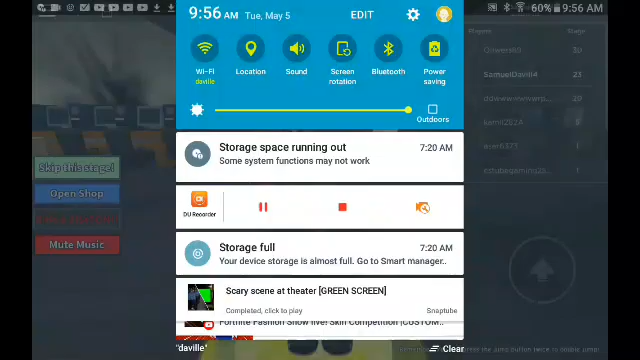 60% 9:56 AM
9:56 AM Tue, May 5 EDIT
Wi-Fi
daville
Location
Sound
Screen
rotation
Bluetooth
Power
saving
Outdoors
Storage space running out 7:20 AM
Some system functions may not work
DU Recorder
Storage full 7:20 AM
Your device storage is almost full. Go to Smart manager..
Scary scene at theater [GREEN SCREEN]
Completed, click to play Snaptube
Fortnite Fashion Show live! Skin Competition |CUSTOM...
"daville" Clear
Skip this stage!
Open Shop
Mute Music
Players Stage
SamuelDavill4 23